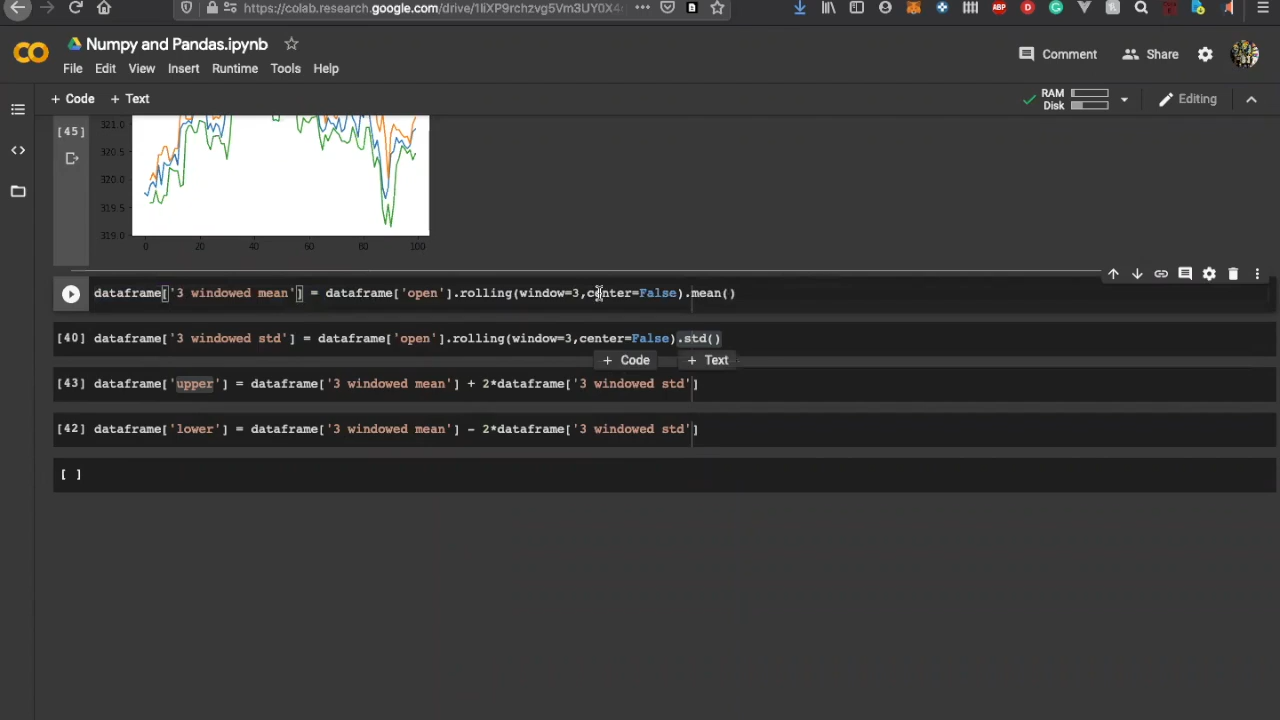 https://colab.research.google.com/drive/1IiXP9rchzvg5Vm3UY0X4
Numpy and Pandas.ipynb
Comment
Share
File Edit View Insert Runtime Tools Help
+ Code + Text
RAM
Disk
Editing
[45]
321.0
320.5
320.0
319.5
319.0
0 20 40 60 80 100
dataframe['3 windowed mean'] = dataframe['open'].rolling(window=3,center=False).mean()
[40] dataframe['3 windowed std'] = dataframe['open'].rolling(window=3,center=False).std()
+ Code + Text
[43] dataframe['upper'] = dataframe['3 windowed mean'] + 2*dataframe['3 windowed std']
[42] dataframe['lower'] = dataframe['3 windowed mean'] - 2*dataframe['3 windowed std']
[ ]